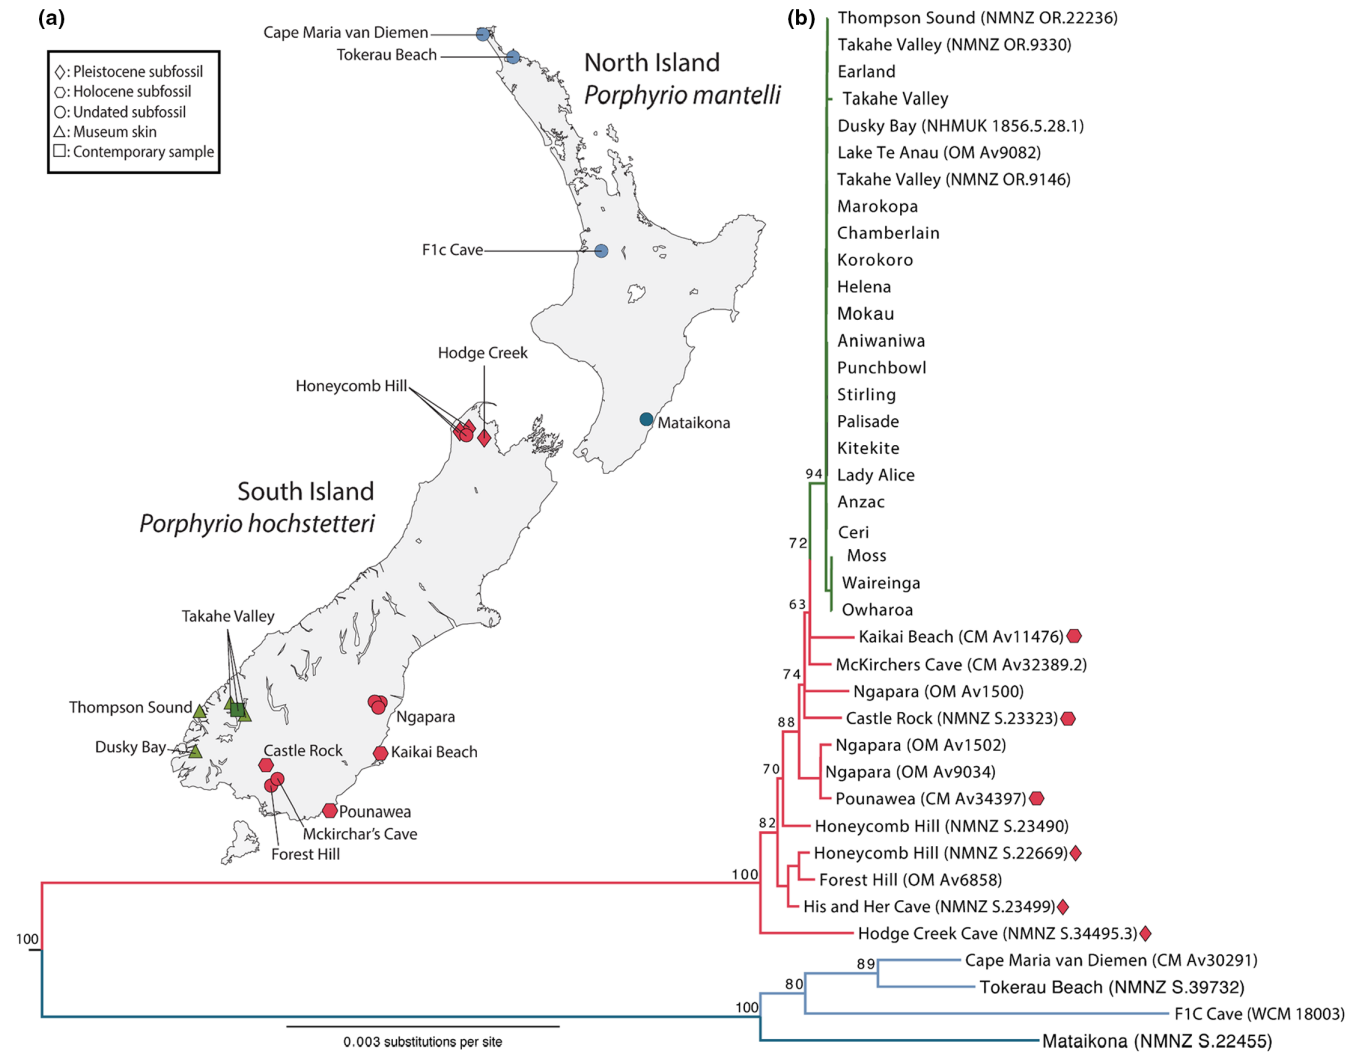 (a)
Cape Maria van Diemen
Tokerau Beach
North Island
Porphyrio mantelli
: Pleistocene subfossil
: Holocene subfossil
: Undated subfossil
: Museum skin
: Contemporary sample
F1c Cave
Hodge Creek
Honeycomb Hill
Mataikona
South Island
Porphyrio hochstetteri
Takahe Valley
Thompson Sound
Dusky Bay
Ngapara
Castle Rock
Kaikai Beach
Pounawea
Mckirchar's Cave
Forest Hill
(b)
Thompson Sound (NMNZ OR.22236)
Takahe Valley (NMNZ OR.9330)
Earland
Takahe Valley
Dusky Bay (NHMUK 1856.5.28.1)
Lake Te Anau (OM Av9082)
Takahe Valley (NMNZ OR.9146)
Marokopa
Chamberlain
Korokoro
Helena
Mokau
Aniwaniwa
Punchbowl
Stirling
Palisade
Kitekite
94
Lady Alice
Anzac
Ceri
72
Moss
Waireinga
63
Owharoa
Kaikai Beach (CM Av11476)
McKirchers Cave (CM Av32389.2)
74
Ngapara (OM Av1500)
Castle Rock (NMNZ S.23323)
88
Ngapara (OM Av1502)
70
Ngapara (OM Av9034)
Pounawea (CM Av34397)
82
Honeycomb Hill (NMNZ S.23490)
Honeycomb Hill (NMNZ S.22669)
100
Forest Hill (OM Av6858)
His and Her Cave (NMNZ S.23499)
Hodge Creek Cave (NMNZ S.34495.3)
100
89
Cape Maria van Diemen (CM Av30291)
80
Tokerau Beach (NMNZ S.39732)
100
F1C Cave (WCM 18003)
Mataikona (NMNZ S.22455)
0.003 substitutions per site